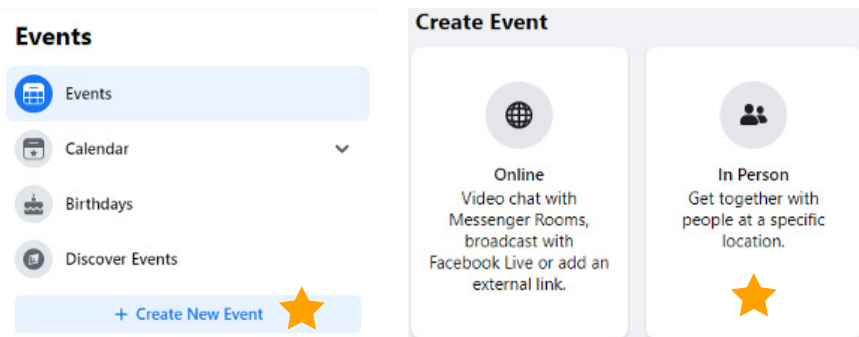 Events
Events
Calendar
Birthdays
Discover Events
+ Create New Event
Create Event
Online
Video chat with
Messenger Rooms,
broadcast with
Facebook Live or add an
external link.
In Person
Get together with
people at a specific
location.